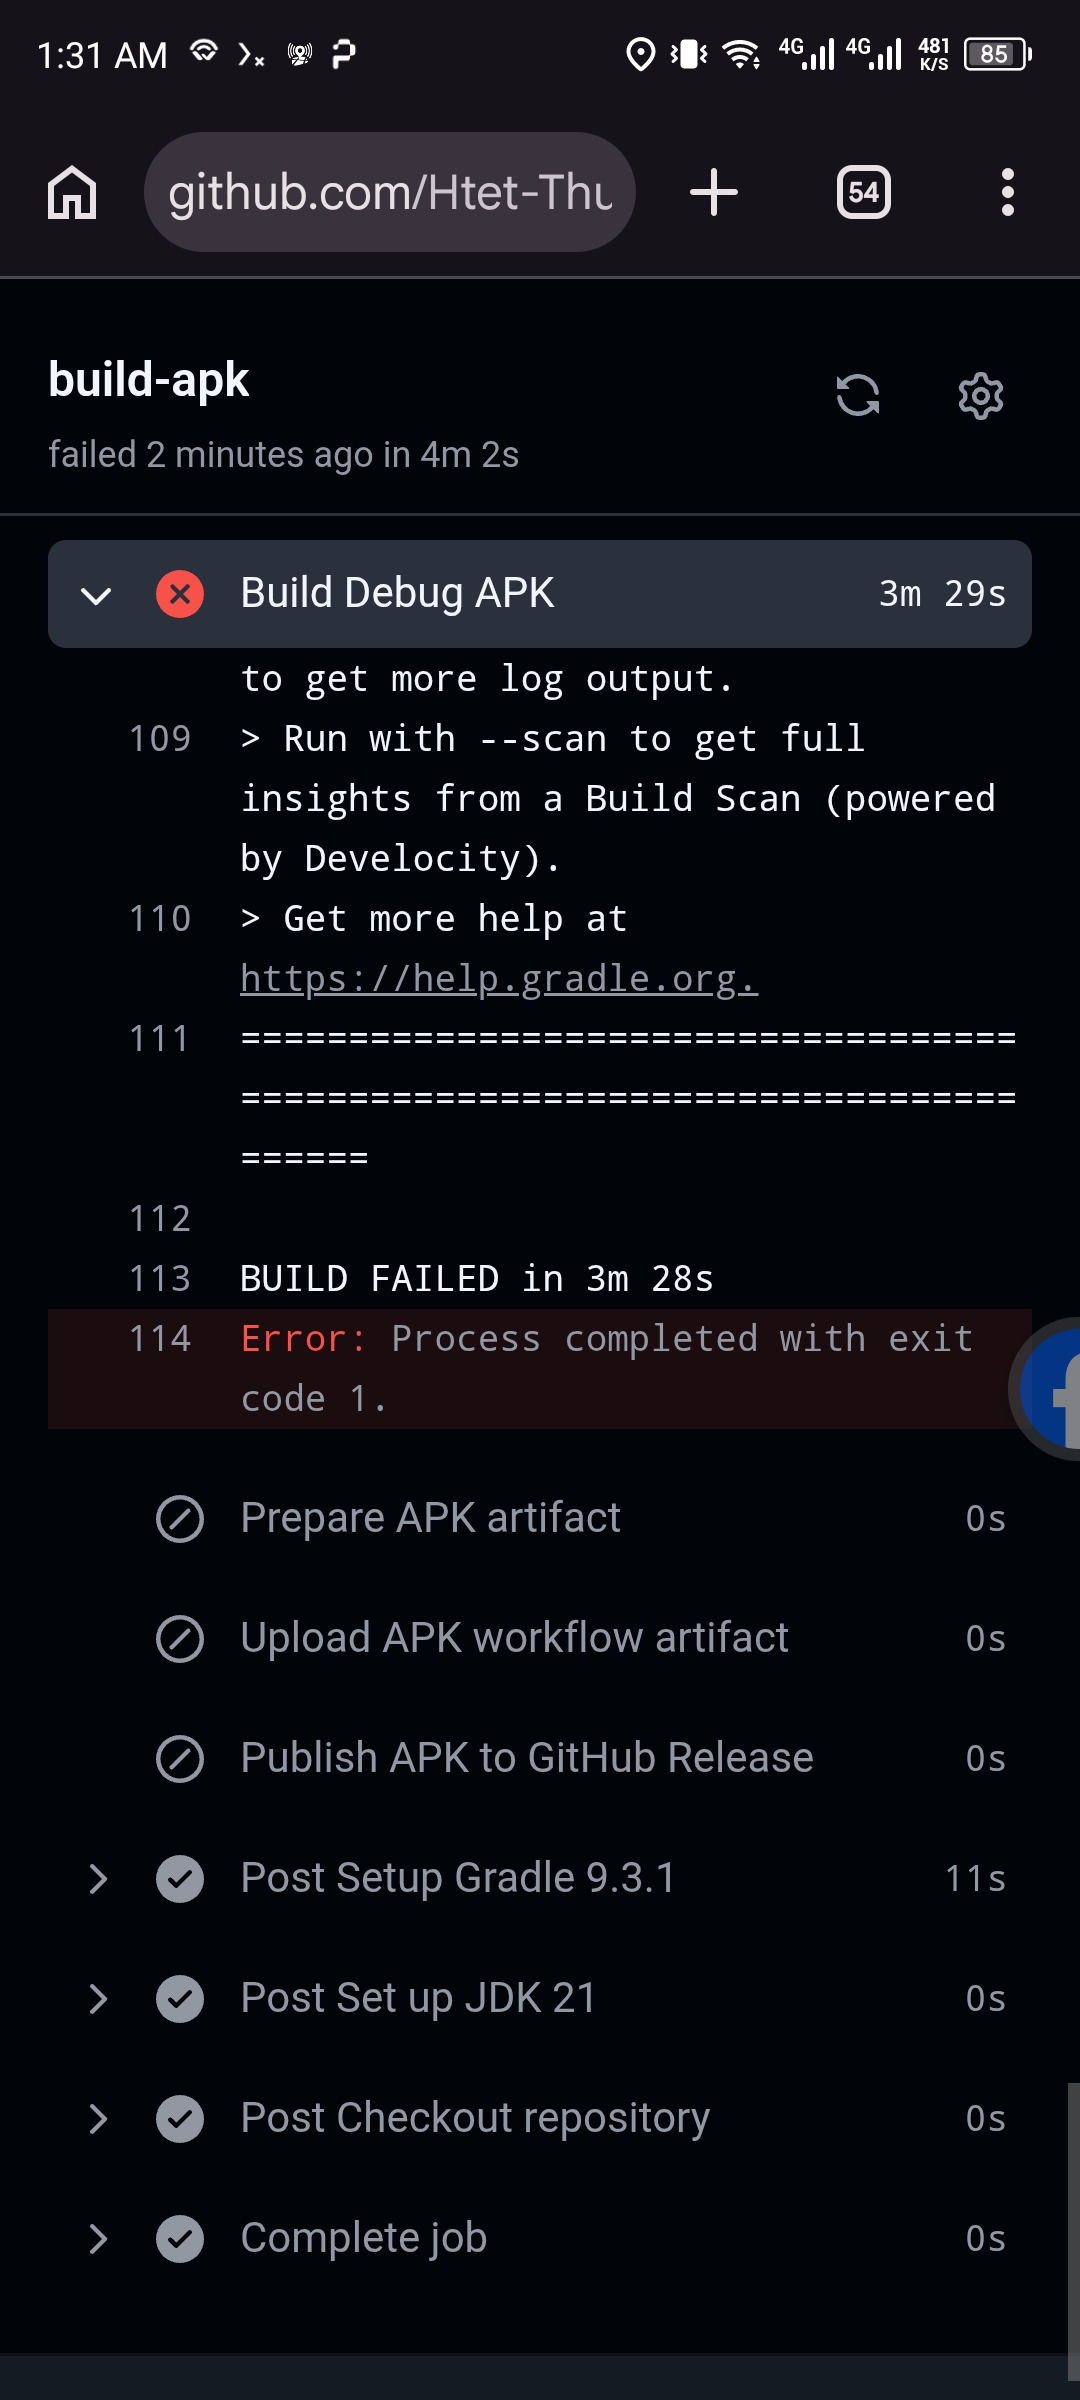 1:31 AM 4G 4G 481 K/S 85
github.com/Htet-Thu 54
build-apk
failed 2 minutes ago in 4m 2s
Build Debug APK 3m 29s
to get more log output.
109 > Run with --scan to get full
insights from a Build Scan (powered
by Develocity).
110 > Get more help at
https://help.gradle.org.
111 ====================================
====================================
======
112
113 BUILD FAILED in 3m 28s
114 Error: Process completed with exit
code 1.
Prepare APK artifact 0s
Upload APK workflow artifact 0s
Publish APK to GitHub Release 0s
Post Setup Gradle 9.3.1 11s
Post Set up JDK 21 0s
Post Checkout repository 0s
Complete job 0s